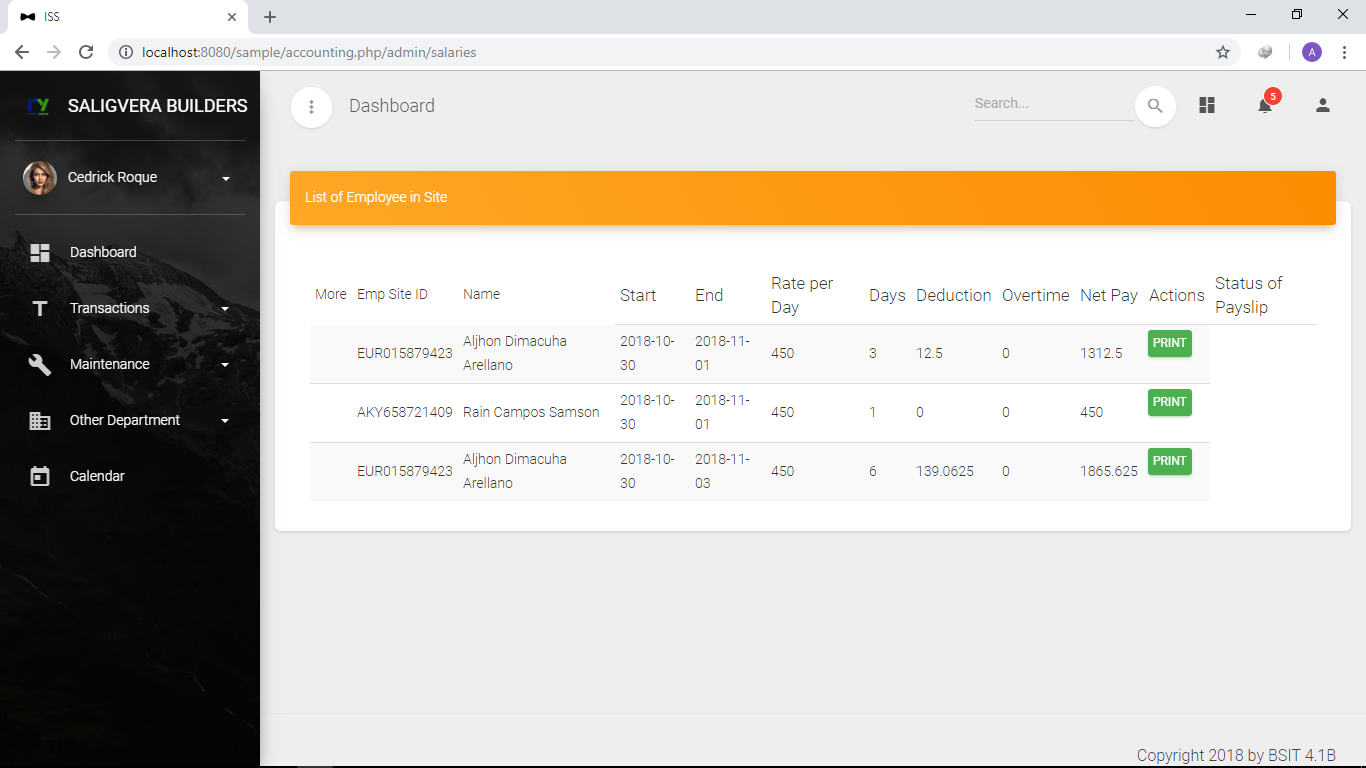 ISS
localhost:8080/sample/accounting.php/admin/salaries
A
SALIGVERA BUILDERS
Cedrick Roque
Dashboard
Transactions
Maintenance
Other Department
Calendar
Dashboard
Search...
5
List of Employee in Site
More Emp Site ID Name Start End Rate per Day Days Deduction Overtime Net Pay Actions Status of Payslip
EUR015879423 Aljhon Dimacuha Arellano 2018-10-30 2018-11-01 450 3 12.5 0 1312.5 PRINT
AKY658721409 Rain Campos Samson 2018-10-30 2018-11-01 450 1 0 0 450 PRINT
EUR015879423 Aljhon Dimacuha Arellano 2018-10-30 2018-11-03 450 6 139.0625 0 1865.625 PRINT
Copyright 2018 by BSIT 4.1B